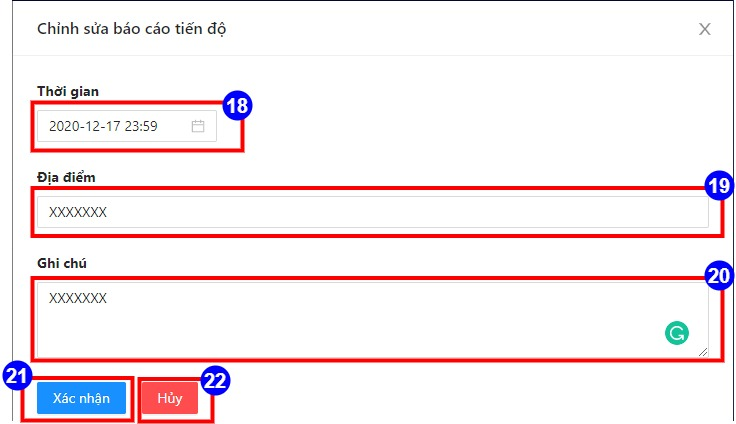 Chỉnh sửa báo cáo tiến độ
Thời gian
18
2020-12-17 23:59
Địa điểm
19
XXXXXXX
Ghi chú
20
XXXXXXX
21
22
Xác nhận
Hủy